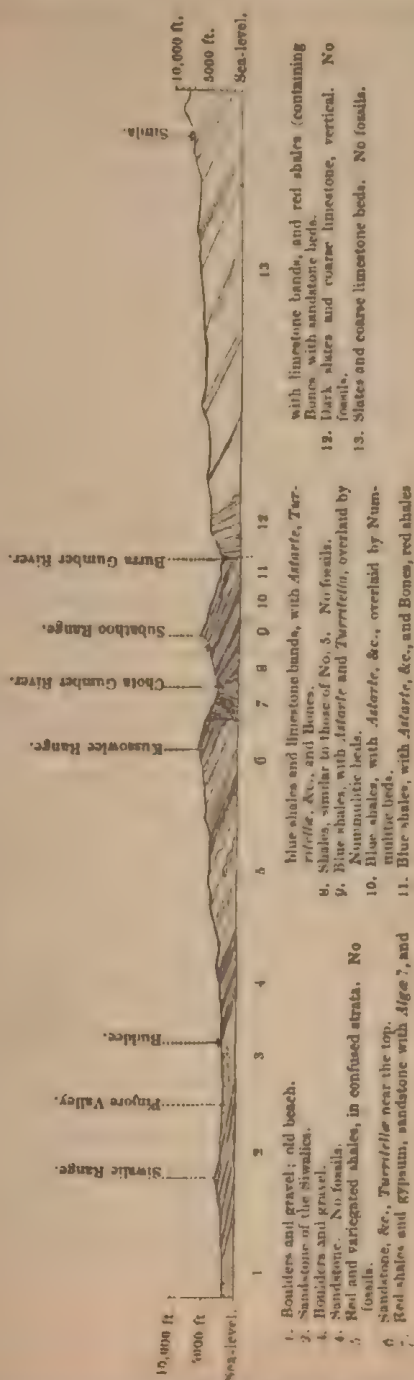 Siwalic Range.
Pinjore Valley.
Buddee.
Kussowlee Range.
Chota Gumber River.
Subathoo Range.
Burra Gumber River.
Simla.
10,000 ft.
5000 ft
Sea-level.
10,000 ft.
5000 ft.
Sea-level.
1 2 3 4 5 6 7 8 9 10 11 12 13
1. Boulders and gravel; old beach.
2. Sandstone of the Siwalics.
3. Boulders and gravel.
4. Sandstone. No fossils.
5 Red and variegated shales, in confused strata. No
fossils.
6 Sandstone, &c., Turritellæ near the top.
7 Red shales and gypsum, sandstone with Algæ?, and
blue shales and limestone bands, with Astarte, Tur-
ritella, &c., and Bones.
8. Shales, similar to those of No. 5. No fossils.
9. Blue shales, with Astarte and Turritella, overlaid by
Nummulitic beds.
10. Blue shales, with Astarte, &c., overlaid by Num-
mulitic beds.
11. Blue shales, with Astarte, &c., and Bones, red shales
with limestone bands, and red shales (containing
Bones with sandstone beds.
12. Dark slates and coarse limestone, vertical. No
fossils.
13. Slates and coarse limestone beds. No fossils.